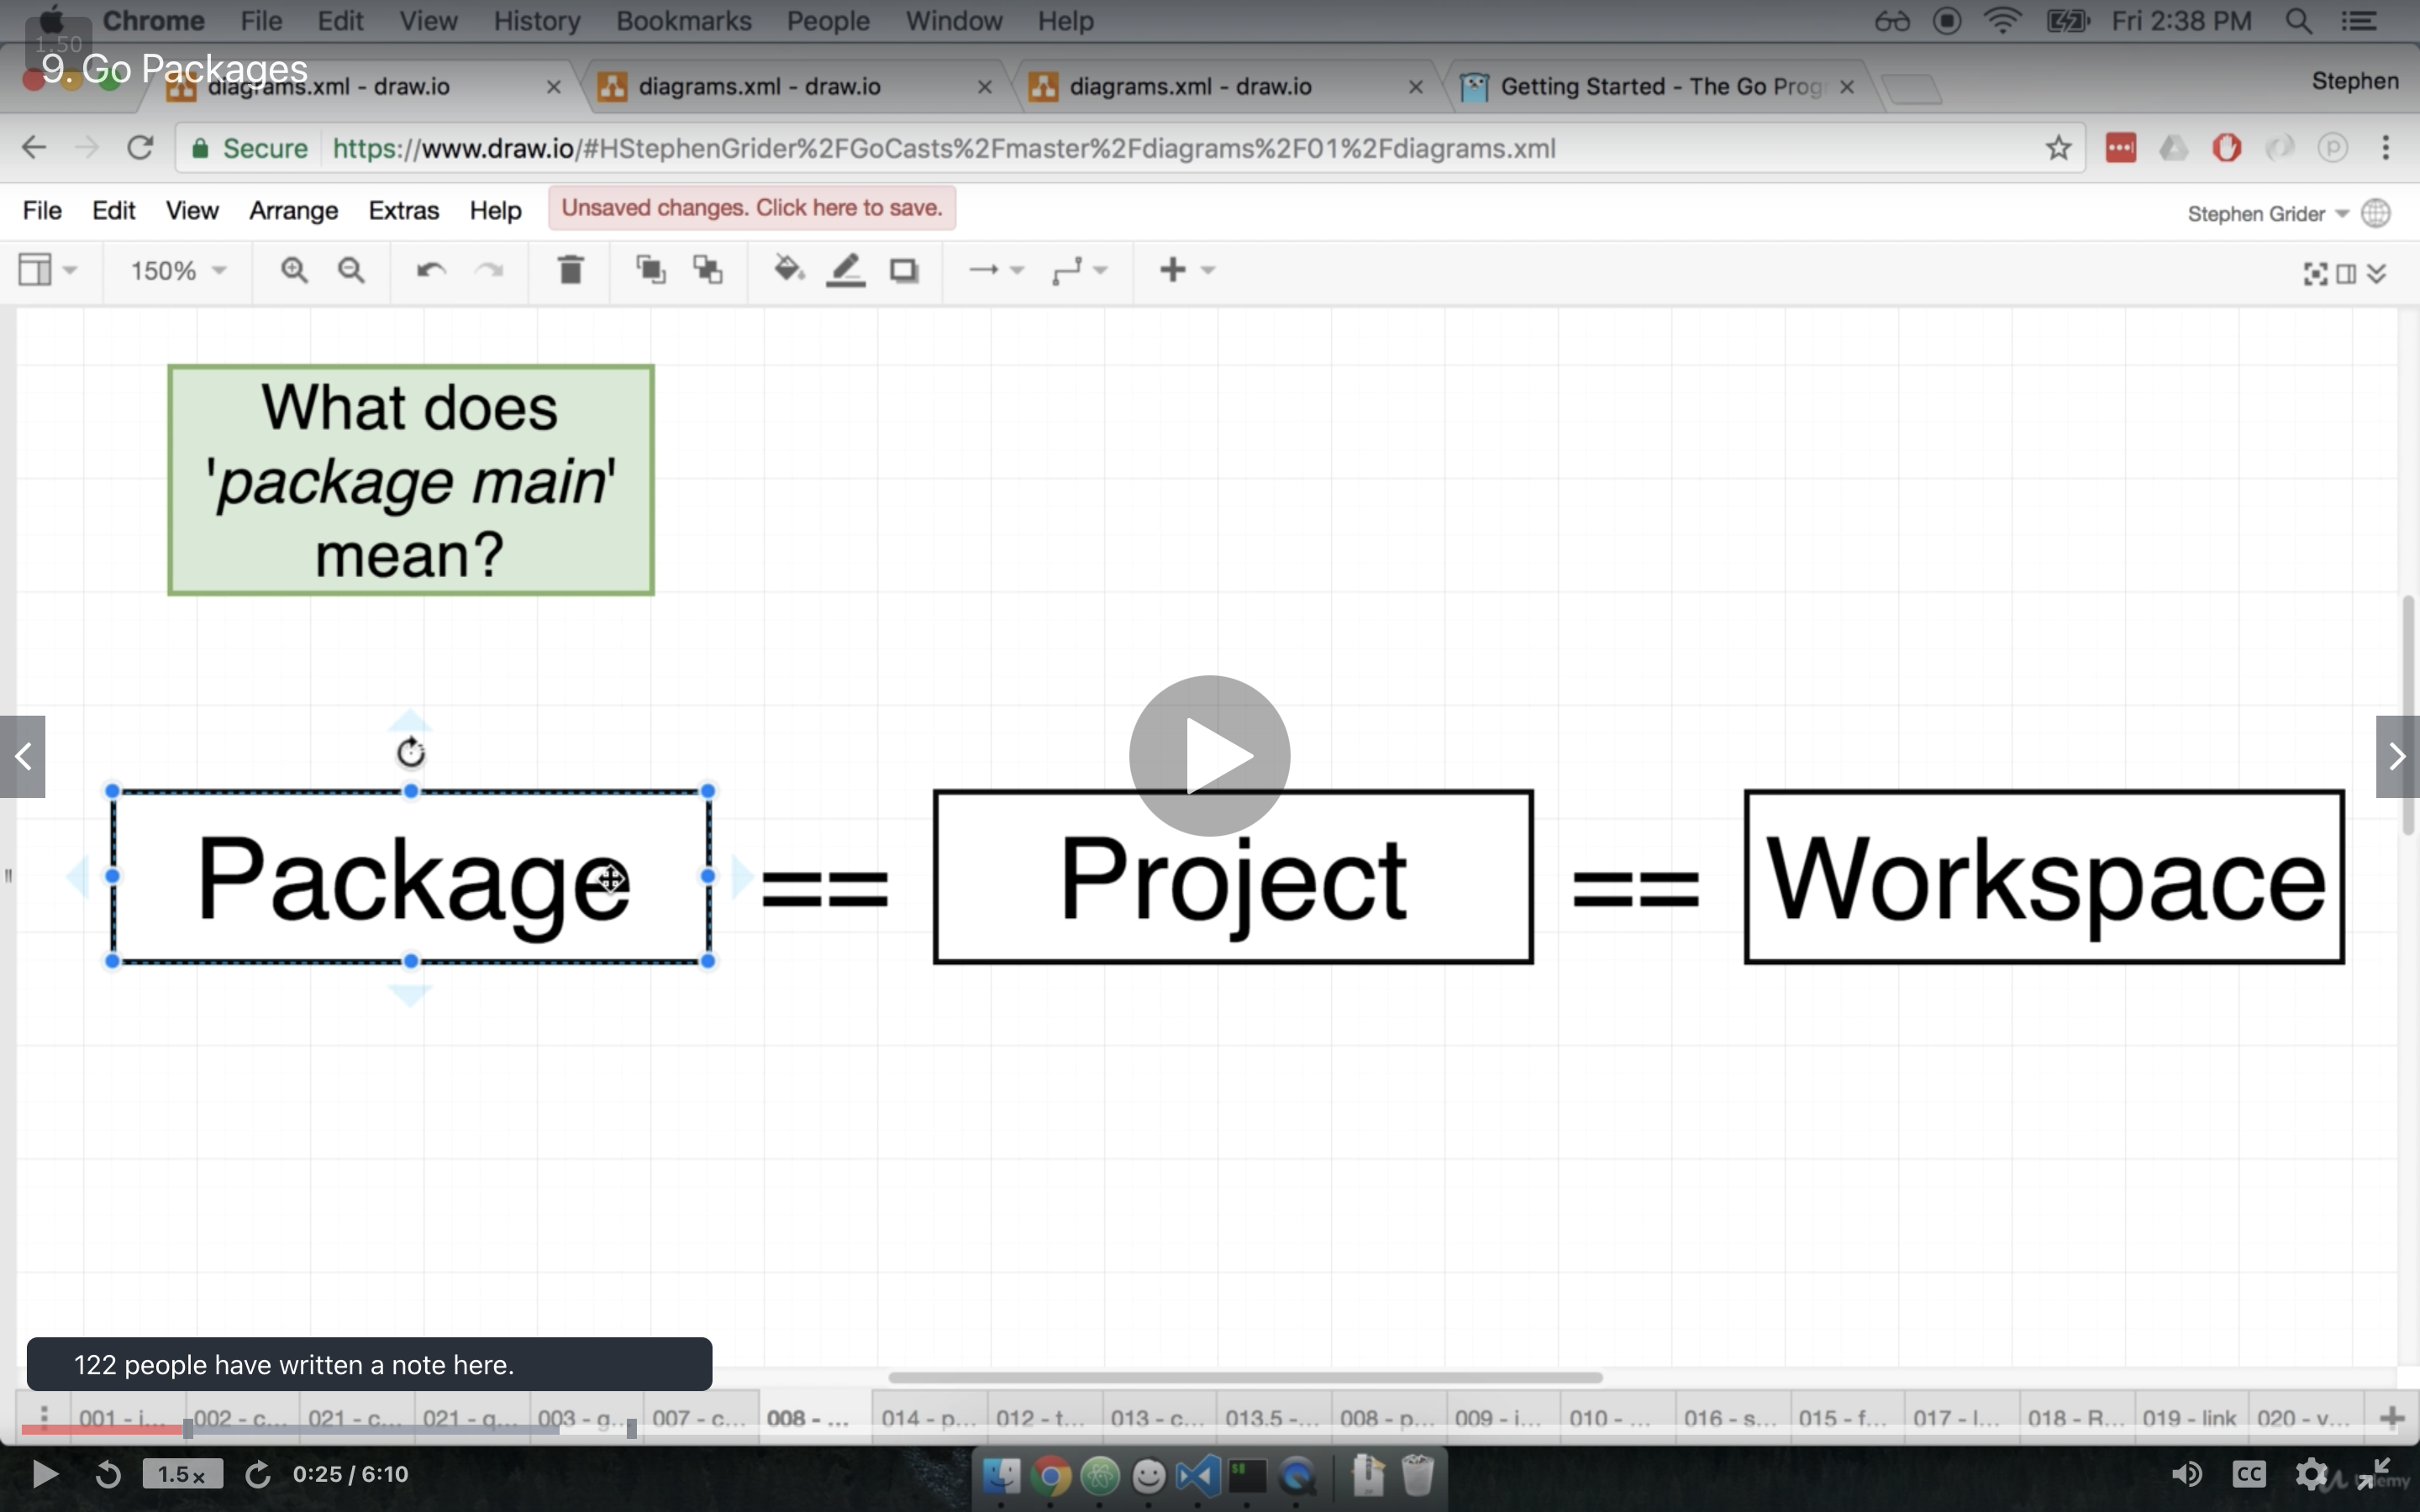 Chrome File Edit View History Bookmarks People Window Help Fri 2:38 PM
1.50
9. Go Packages
diagrams.xml - draw.io diagrams.xml - draw.io diagrams.xml - draw.io Getting Started - The Go Prog Stephen
Secure https://www.draw.io/#HStephenGrider%2FGoCasts%2Fmaster%2Fdiagrams%2F01%2Fdiagrams.xml
File Edit View Arrange Extras Help Unsaved changes. Click here to save. Stephen Grider
150%
What does
'package main'
mean?
Package == Project == Workspace
122 people have written a note here.
001 - i... 002 - c... 021 - c... 021 - q... 003 - g... 007 - c... 008 - ... 014 - p... 012 - t... 013 - c... 013.5 -... 008 - p... 009 - i... 010 - ... 016 - s... 015 - f... 017 - l... 018 - R... 019 - link 020 - v...
1.5x 0:25 / 6:10 CC
udemy